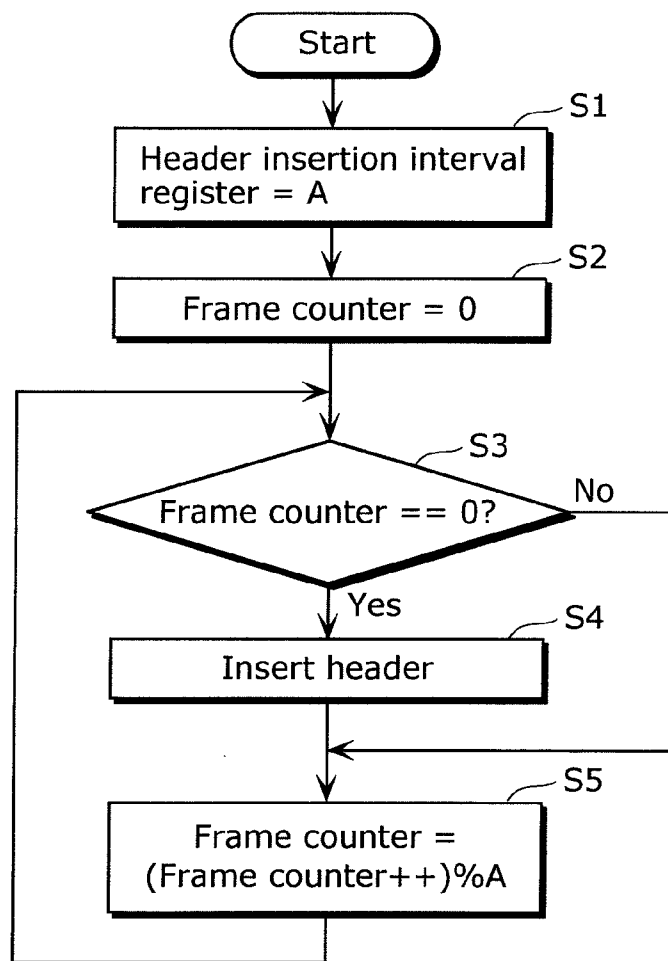 Start
S1
Header insertion interval
register = A
S2
Frame counter = 0
S3
Frame counter == 0?
No
Yes
S4
Insert header
S5
Frame counter =
(Frame counter++)%A